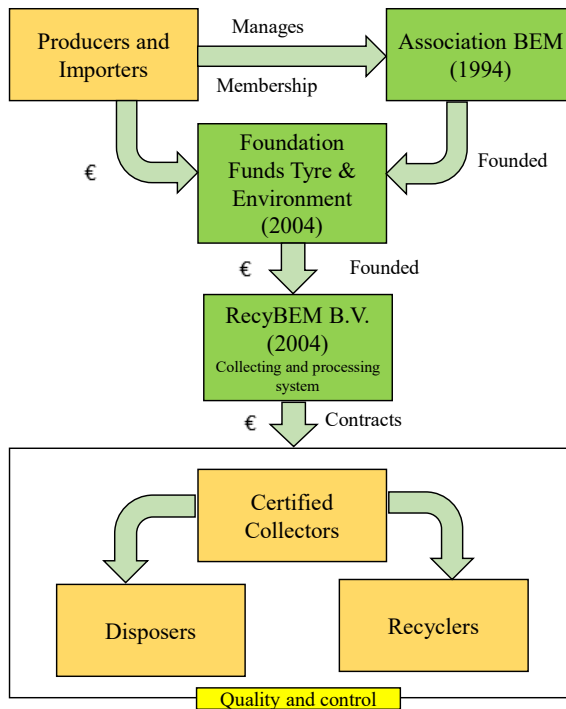 Producers and
Importers
Manages
Membership
Association BEM
(1994)
€
Foundation
Funds Tyre &
Environment
(2004)
Founded
€
Founded
RecyBEM B.V.
(2004)
Collecting and processing
system
€
Contracts
Certified
Collectors
Disposers
Recyclers
Quality and control